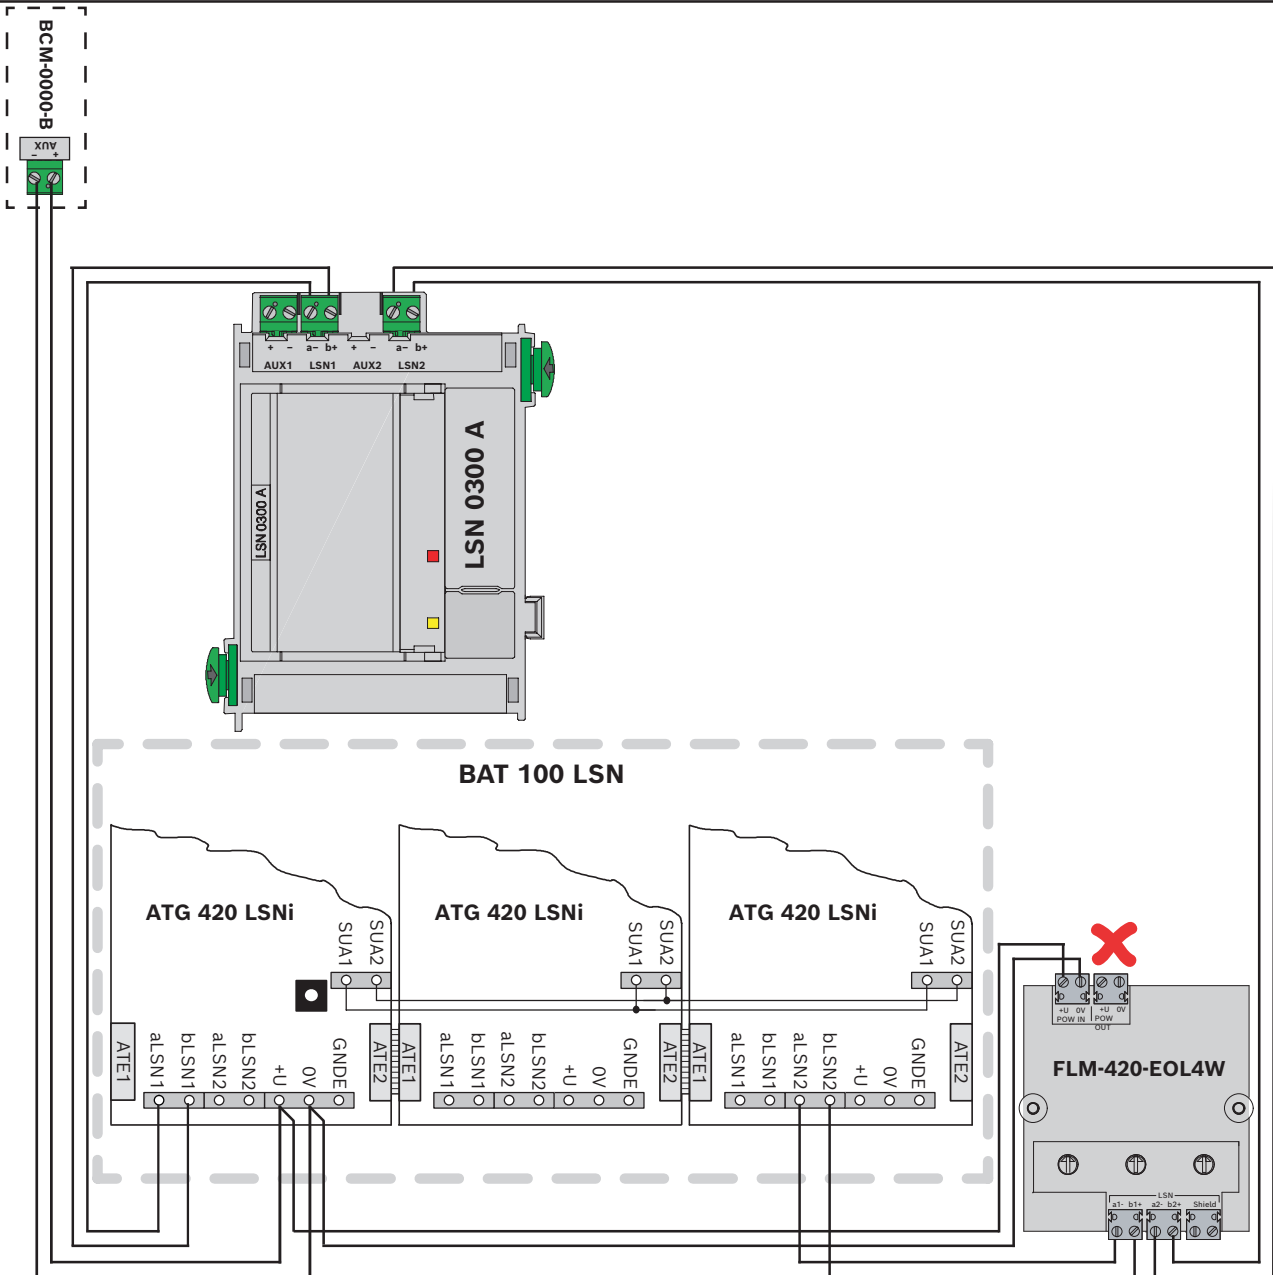 BCM-0000-B
AUX
- +
+ - a- b+ + - a- b+
AUX1 LSN1 AUX2 LSN2
LSN 0300 A
LSN 0300 A
BAT 100 LSN
ATG 420 LSNi
SUA1 SUA2
ATE1 aLSN1 bLSN1 aLSN2 bLSN2 +U 0V GNDE ATE2
ATG 420 LSNi
SUA1 SUA2
ATE1 aLSN1 bLSN1 aLSN2 bLSN2 +U 0V GNDE ATE2
ATG 420 LSNi
SUA1 SUA2
ATE1 aLSN1 bLSN1 aLSN2 bLSN2 +U 0V GNDE ATE2
+U 0V +U 0V
POW IN POW
OUT
FLM-420-EOL4W
LSN
a1- b1+ a2- b2+ Shield